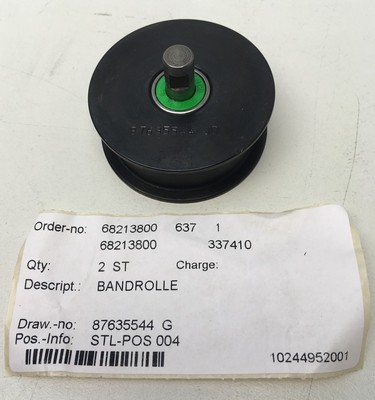 87635544
Order-no: 68213800 637 1
68213800 337410
Qty: 2 ST Charge:
Descript.: BANDROLLE
Draw.-no: 87635544 G
Pos.-Info: STL-POS 004
10244952001